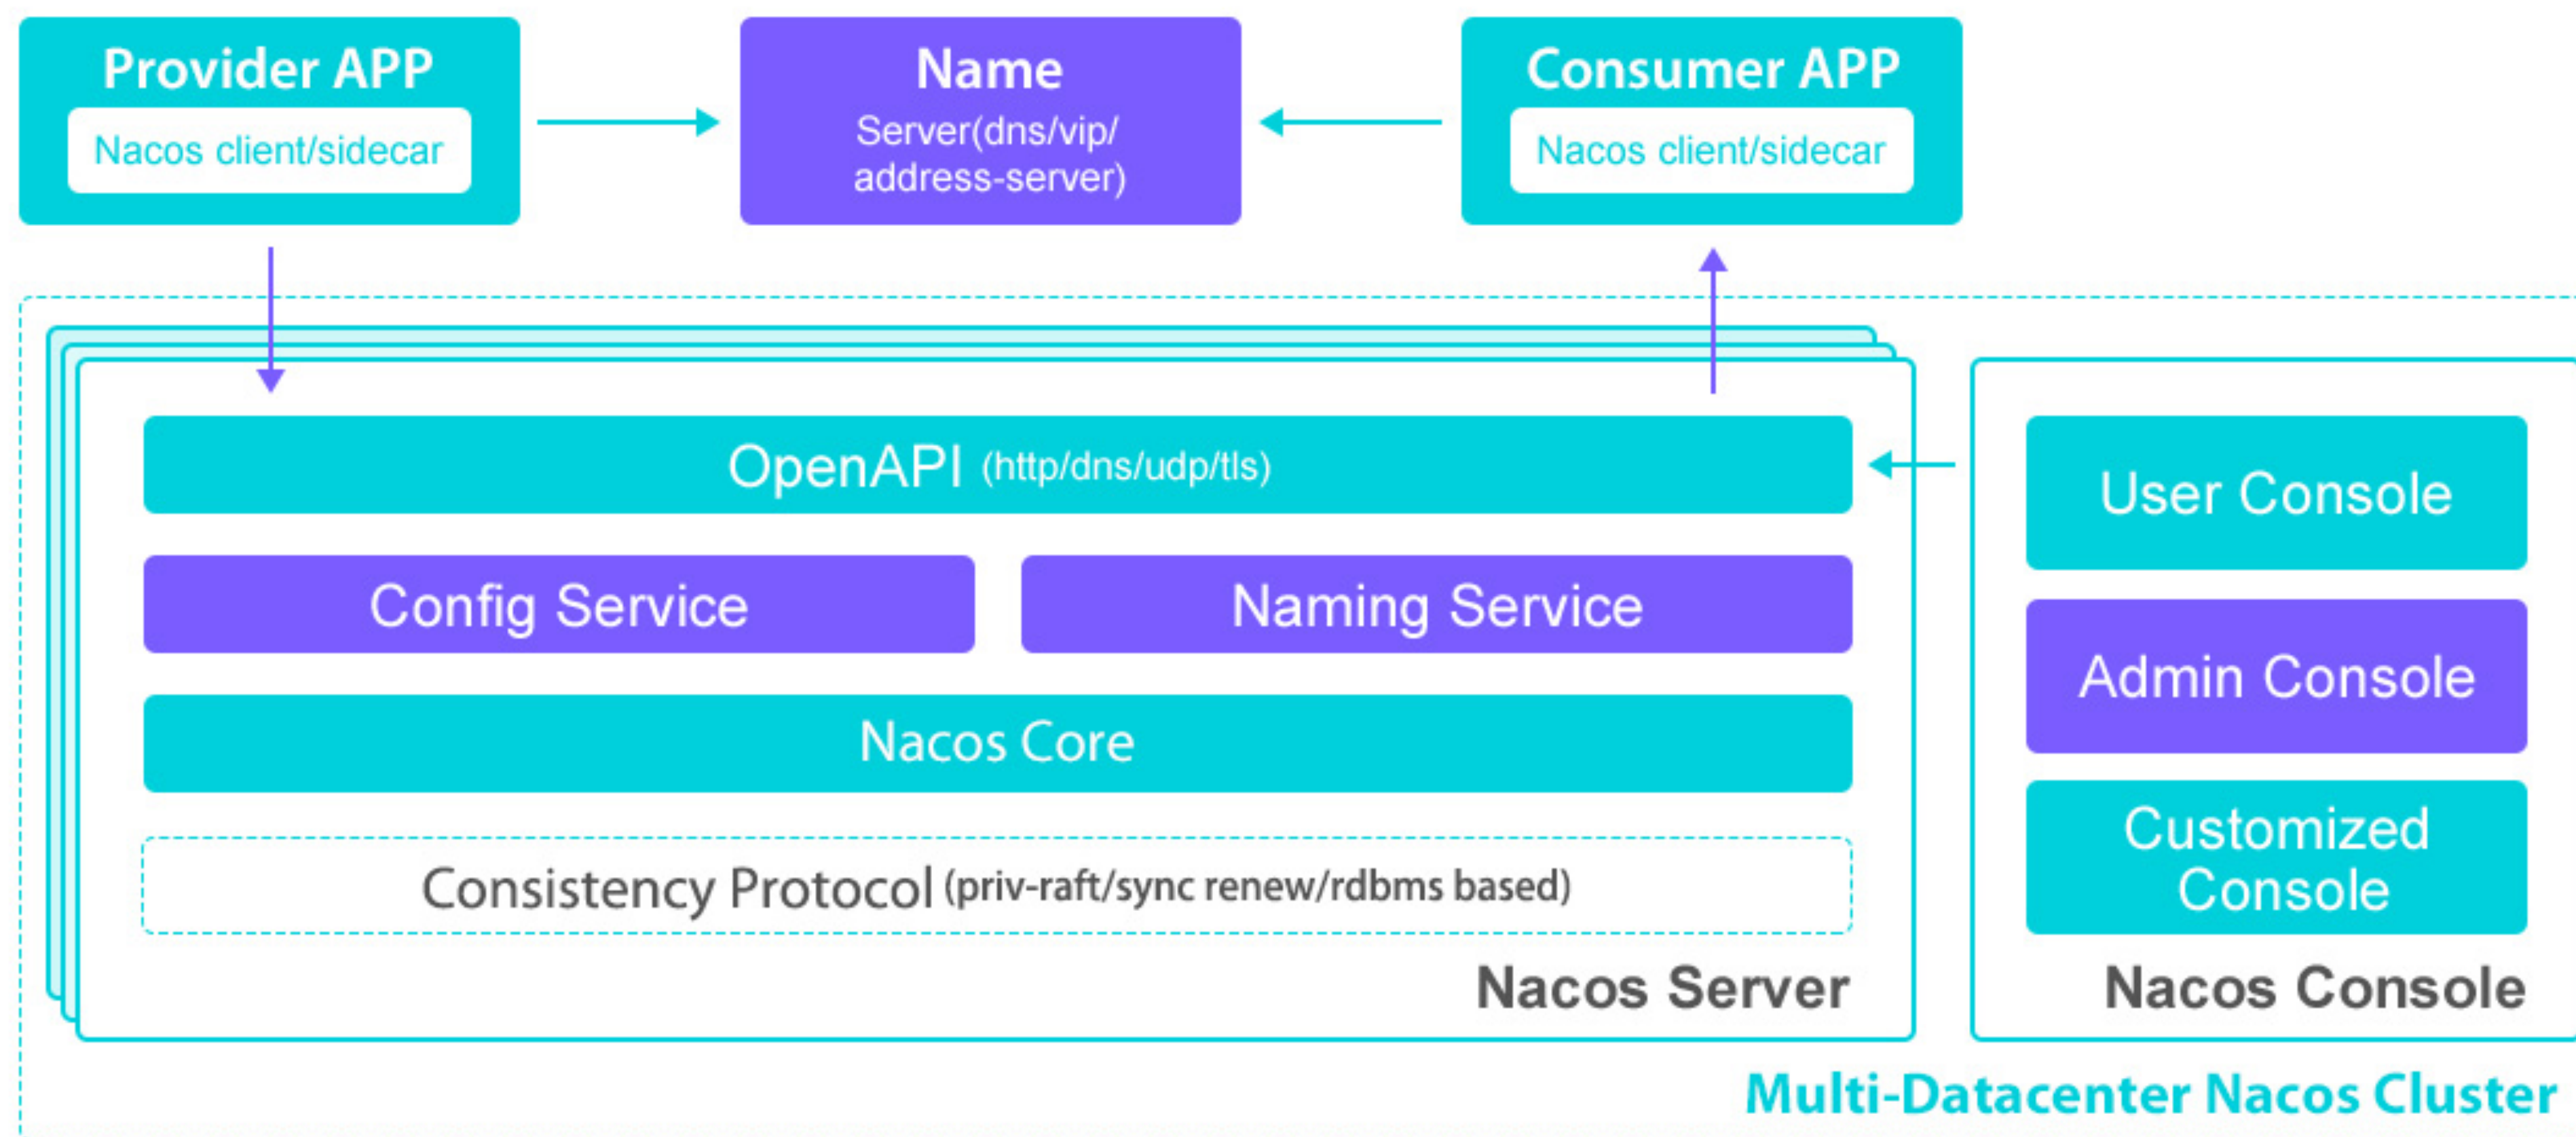 Provider APP
Nacos client/sidecar
Name
Server(dns/vip/
address-server)
Consumer APP
Nacos client/sidecar
OpenAPI (http/dns/udp/tls)
Config Service
Naming Service
Nacos Core
Consistency Protocol (priv-raft/sync renew/rdbms based)
Nacos Server
User Console
Admin Console
Customized
Console
Nacos Console
Multi-Datacenter Nacos Cluster